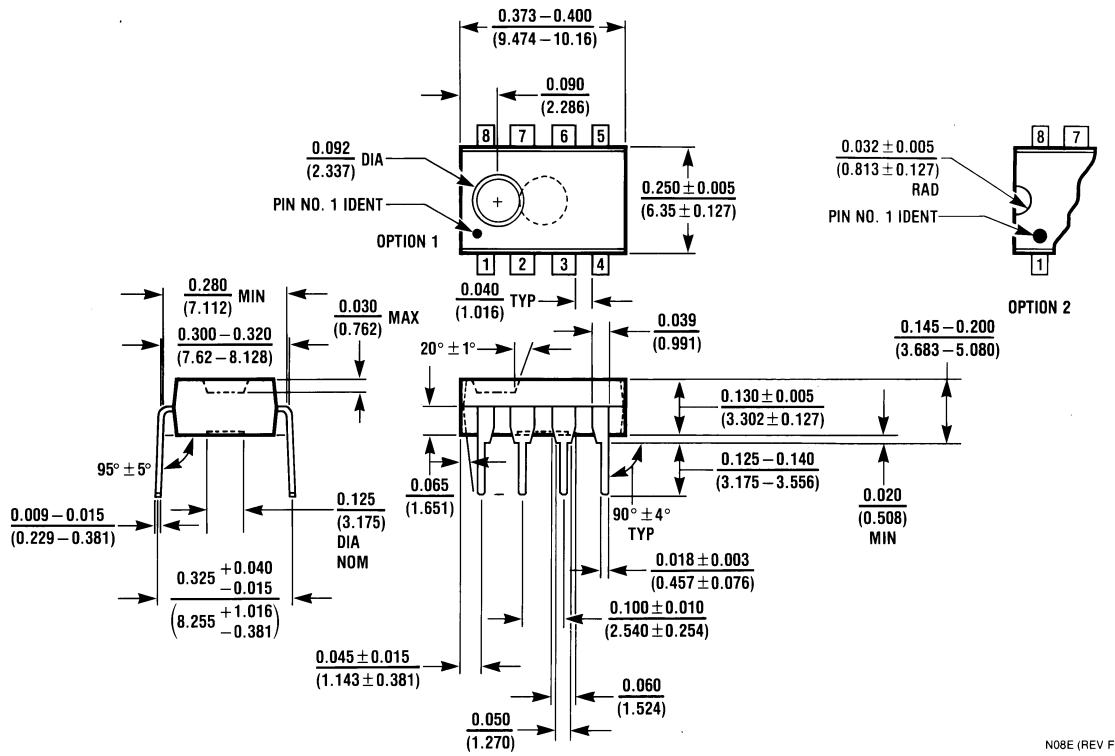 0.373 – 0.400
(9.474 – 10.16)
0.090
(2.286)
8 7 6 5
0.092 DIA
(2.337)
PIN NO. 1 IDENT
OPTION 1
0.250 ± 0.005
(6.35 ± 0.127)
1 2 3 4
8 7
0.032 ± 0.005
(0.813 ± 0.127)
RAD
PIN NO. 1 IDENT
1
OPTION 2
0.280 MIN
(7.112)
0.300 – 0.320
(7.62 – 8.128)
0.030 MAX
(0.762)
0.040 TYP
(1.016)
0.039
(0.991)
20° ± 1°
0.145 – 0.200
(3.683 – 5.080)
0.130 ± 0.005
(3.302 ± 0.127)
95° ± 5°
0.065
(1.651)
0.125 – 0.140
(3.175 – 3.556)
0.020
(0.508)
MIN
90° ± 4°
TYP
0.009 – 0.015
(0.229 – 0.381)
0.125
(3.175)
DIA
NOM
0.018 ± 0.003
(0.457 ± 0.076)
0.325 +0.040
-0.015
(8.255 +1.016
-0.381)
0.100 ± 0.010
(2.540 ± 0.254)
0.045 ± 0.015
(1.143 ± 0.381)
0.060
(1.524)
0.050
(1.270)
N08E (REV F